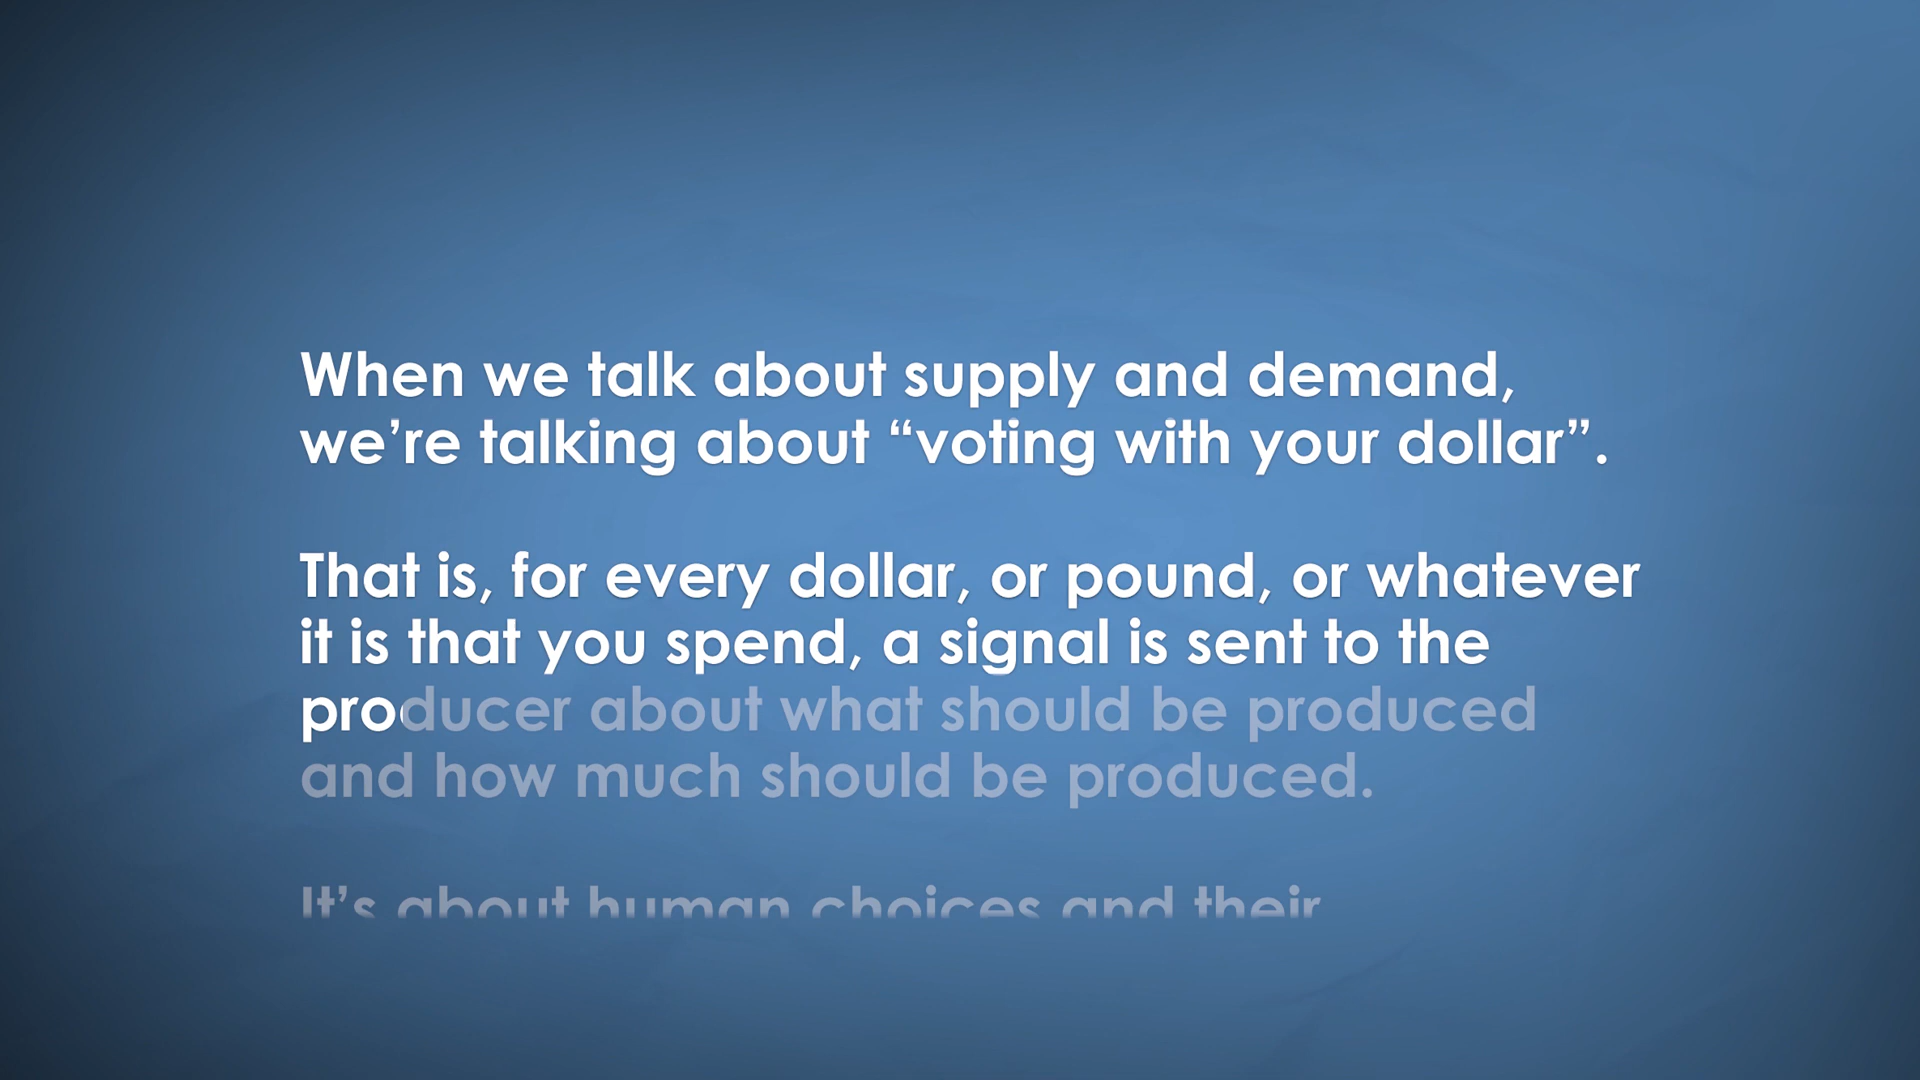 When we talk about supply and demand,
we’re talking about “voting with your dollar”.
That is, for every dollar, or pound, or whatever
it is that you spend, a signal is sent to the
producer about what should be produced
and how much should be produced.
It’s about human choices and their